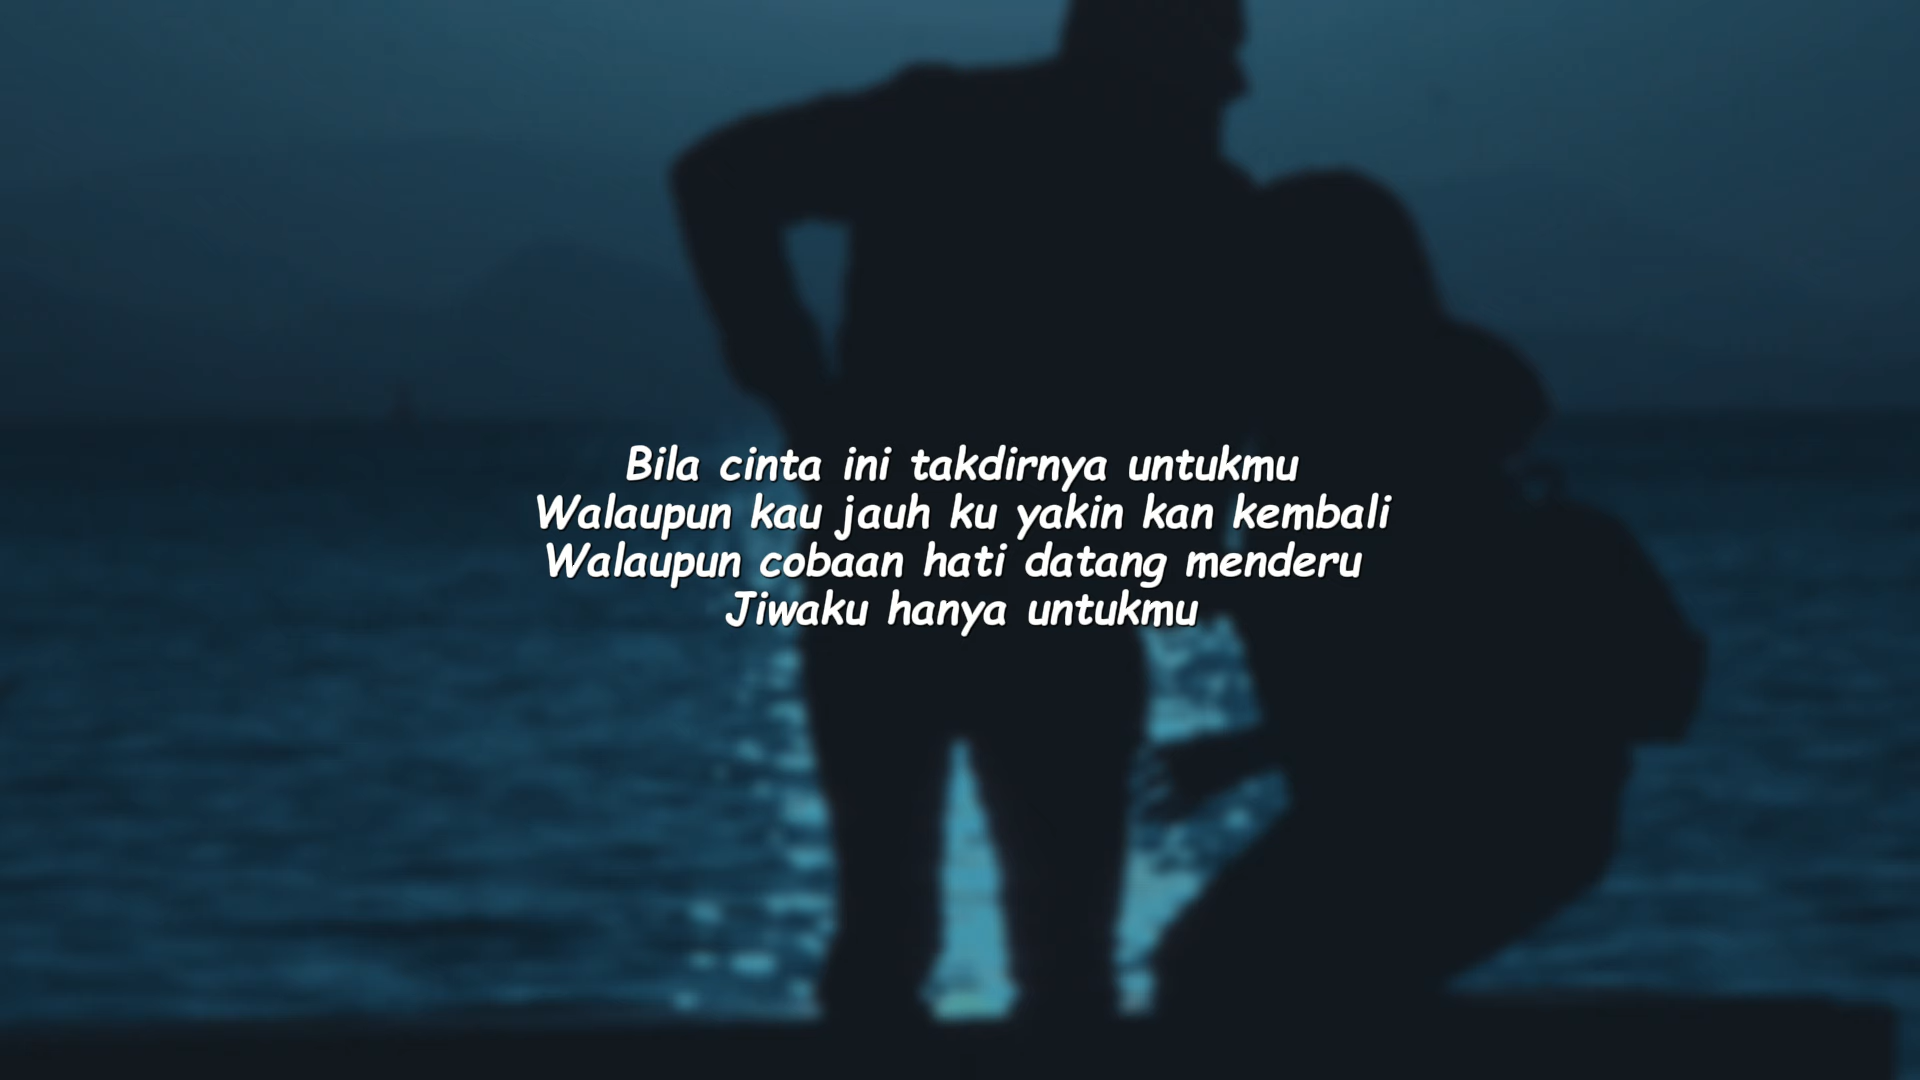 Bila cinta ini takdirnya untukmu
Walaupun kau jauh ku yakin kan kembali
Walaupun cobaan hati datang menderu
Jiwaku hanya untukmu